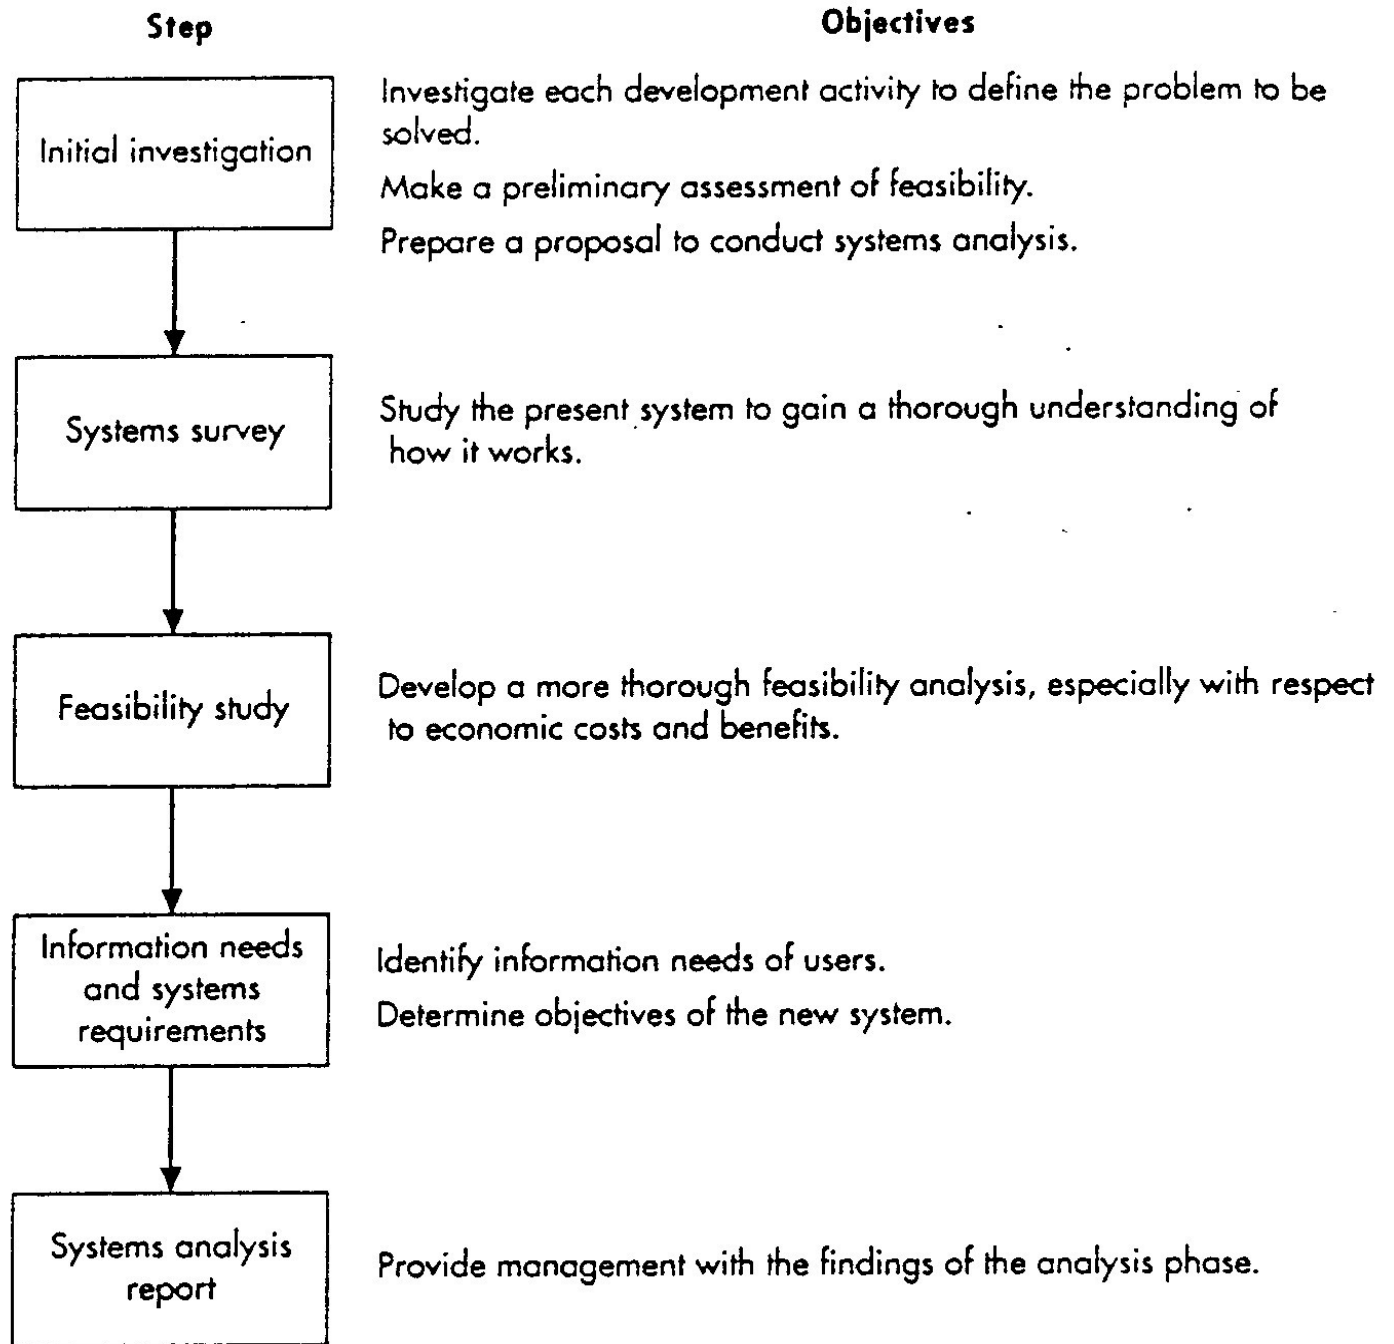 Step
Objectives
Initial investigation
Investigate each development activity to define the problem to be
solved.
Make a preliminary assessment of feasibility.
Prepare a proposal to conduct systems analysis.
Systems survey
Study the present system to gain a thorough understanding of
how it works.
Feasibility study
Develop a more thorough feasibility analysis, especially with respect
to economic costs and benefits.
Information needs
and systems
requirements
Identify information needs of users.
Determine objectives of the new system.
Systems analysis
report
Provide management with the findings of the analysis phase.